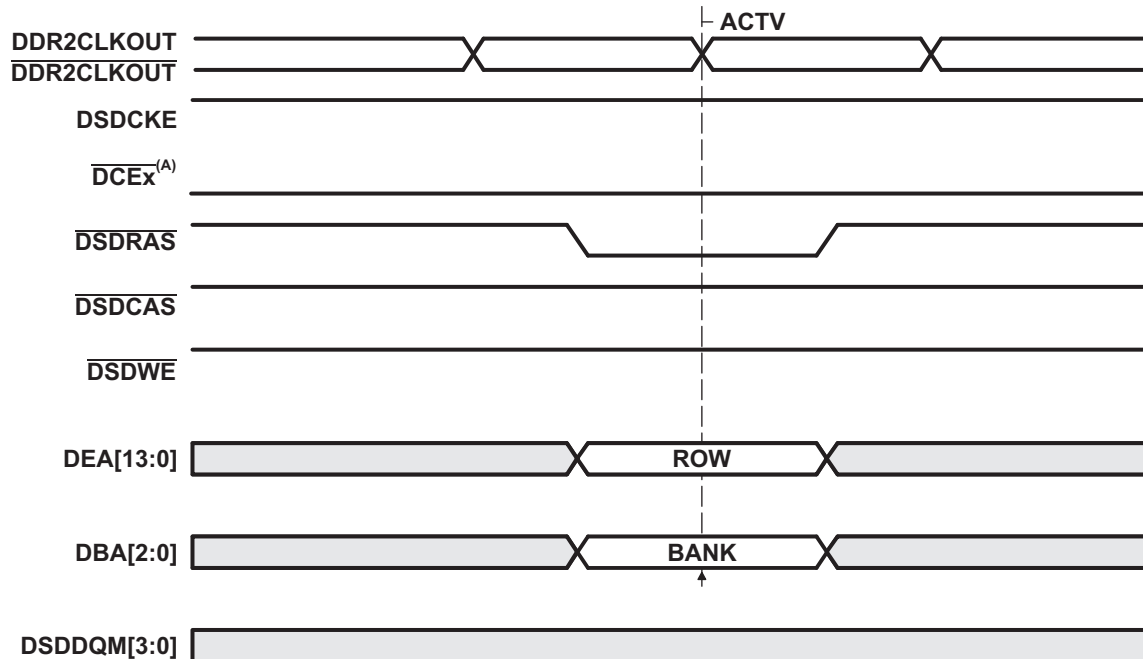 ACTV
DDR2CLKOUT
DDR2CLKOUT
DSDCKE
DCEx(A)
DSDRAS
DSDCAS
DSDWE
DEA[13:0]
ROW
DBA[2:0]
BANK
DSDDQM[3:0]